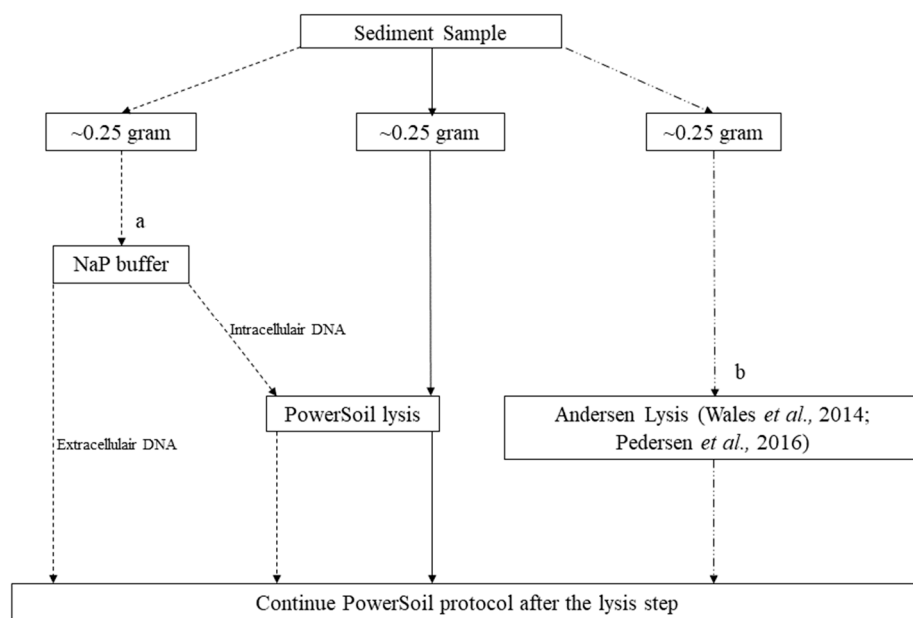 Sediment Sample
~0.25 gram
~0.25 gram
~0.25 gram
a
NaP buffer
Intracellulair DNA
b
PowerSoil lysis
Andersen Lysis (Wales et al., 2014;
Pedersen et al., 2016)
Extracellulair DNA
Continue PowerSoil protocol after the lysis step